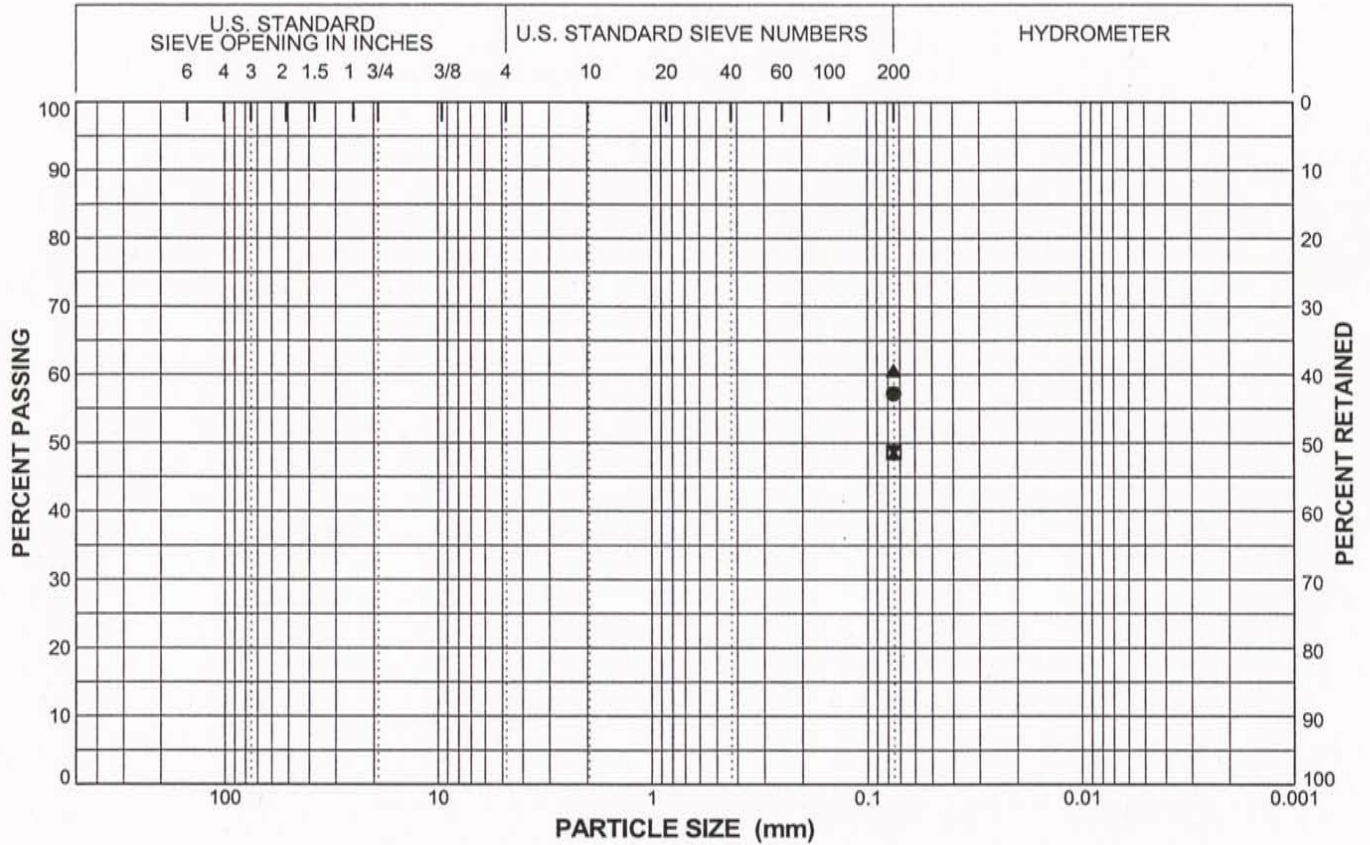 U.S. STANDARD
SIEVE OPENING IN INCHES
U.S. STANDARD SIEVE NUMBERS
HYDROMETER
6 4 3 2 1.5 1 3/4 3/8 4 10 20 40 60 100 200
100 0
90 10
80 20
70 30
60 40
50 50
40 60
30 70
20 80
10 90
0 100
PERCENT PASSING
PERCENT RETAINED
100 10 1 0.1 0.01 0.001
PARTICLE SIZE (mm)